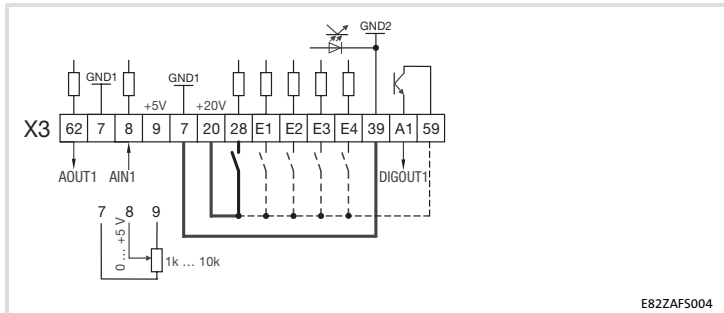 GND2
GND1 GND1
+5V +20V
X3 62 7 8 9 7 20 28 E1 E2 E3 E4 39 A1 59
AOUT1 AIN1 DIGOUT1
7 8 9
0 ... +5 V
1k ... 10k
E82ZAFS004